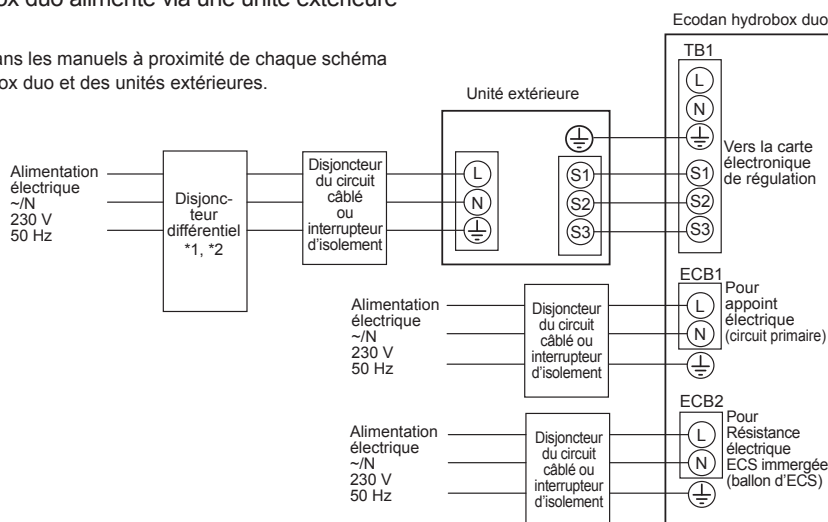 ox duo alimenté via une unité extérieure
ans les manuels à proximité de chaque schéma
ox duo et des unités extérieures.
Ecodan hydrobox duo
TB1
L
N
Unité extérieure
Alimentation
électrique
~/N
230 V
50 Hz
Disjonc-
teur
différentiel
*1, *2
Disjoncteur
du circuit
câblé
ou
interrupteur
d'isolement
L
N
S1
S2
S3
S1
S2
S3
Vers la carte
électronique
de régulation
ECB1
Alimentation
électrique
~/N
230 V
50 Hz
Disjoncteur
du circuit
câblé ou
interrupteur
d'isolement
L
N
Pour
appoint
électrique
(circuit primaire)
ECB2
Alimentation
électrique
~/N
230 V
50 Hz
Disjoncteur
du circuit
câblé ou
interrupteur
d'isolement
L
N
Pour
Résistance
électrique
ECS immergée
(ballon d'ECS)